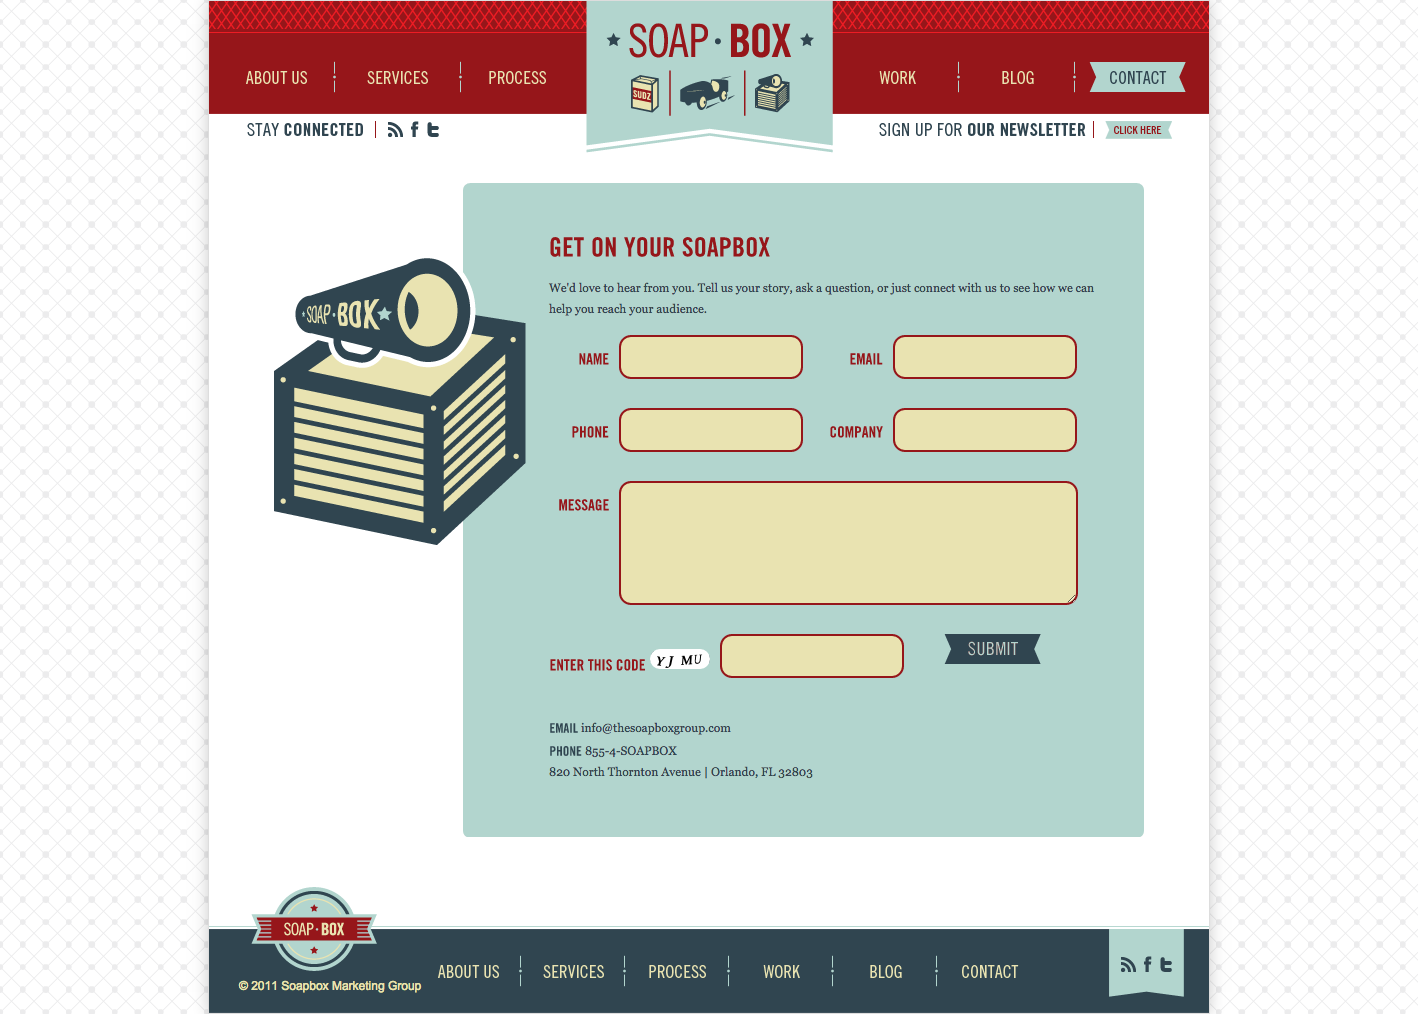 SOAP · BOX
SUDZ
ABOUT US
SERVICES
PROCESS
WORK
BLOG
CONTACT
STAY CONNECTED
SIGN UP FOR OUR NEWSLETTER
CLICK HERE
SOAP · BOX
GET ON YOUR SOAPBOX
We'd love to hear from you. Tell us your story, ask a question, or just connect with us to see how we can
help you reach your audience.
NAME
EMAIL
PHONE
COMPANY
MESSAGE
ENTER THIS CODE
YJ MU
SUBMIT
EMAIL info@thesoapboxgroup.com
PHONE 855-4-SOAPBOX
820 North Thornton Avenue | Orlando, FL 32803
SOAP · BOX
© 2011 Soapbox Marketing Group
ABOUT US
SERVICES
PROCESS
WORK
BLOG
CONTACT